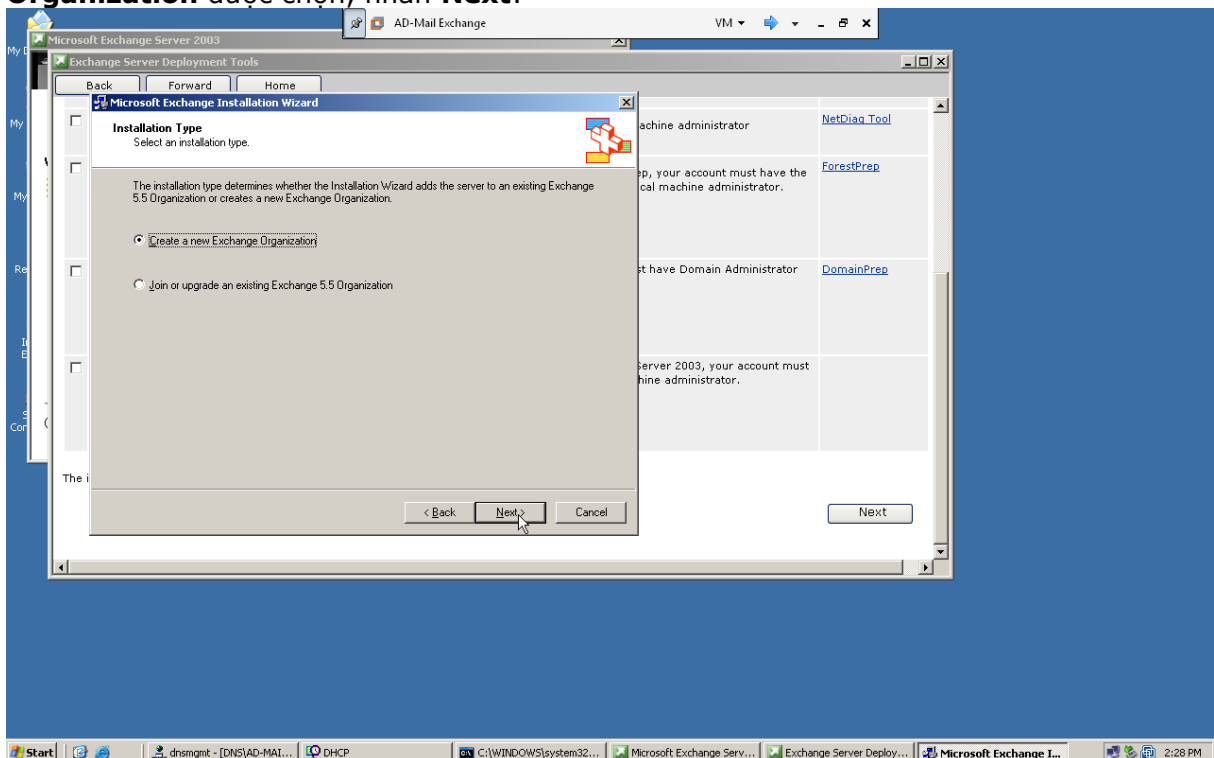 Organization được chọn, nhấn Next.
AD-Mail Exchange
VM
Microsoft Exchange Server 2003
Exchange Server Deployment Tools
Back Forward Home
Microsoft Exchange Installation Wizard
Installation Type
Select an installation type.
The installation type determines whether the Installation Wizard adds the server to an existing Exchange
5.5 Organization or creates a new Exchange Organization.
Create a new Exchange Organization
Join or upgrade an existing Exchange 5.5 Organization
< Back Next > Cancel
achine administrator
NetDiag Tool
ep, your account must have the
cal machine administrator.
ForestPrep
st have Domain Administrator
DomainPrep
Server 2003, your account must
hine administrator.
The i
Next
My
My
Re
Start
dnsmgmt - [DNS\AD-MAI...
DHCP
C:\WINDOWS\system32...
Microsoft Exchange Serv...
Exchange Server Deploy...
Microsoft Exchange I...
2:28 PM